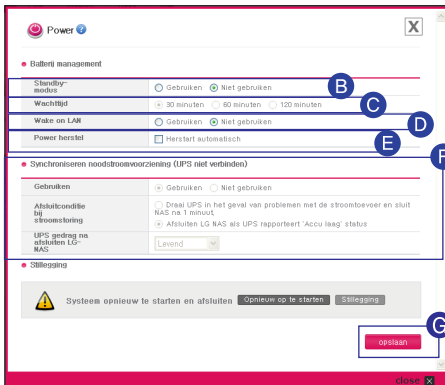 Power ?
X
Batterij management
Standby-modus
Gebruiken Niet gebruiken
B
Wachttijd
30 minuten 60 minuten 120 minuten
C
Wake on LAN
Gebruiken Niet gebruiken
D
Power herstel
Herstart automatisch
E
F
Synchroniseren noodstroomvoorziening (UPS niet verbinden)
Gebruiken
Gebruiken Niet gebruiken
Afsluitconditie
bij
stroomstoring
Draai UPS in het geval van problemen met de stroomtoevoer en sluit
NAS na 1 minuut,
Afsluiten LG NAS als UPS rapporteert 'Accu laag' status
UPS gedrag na
afsluiten LG-
NAS
Levend
Stillegging
Systeem opnieuw te starten en afsluiten Opnieuw op te starten Stillegging
G
opslaan
close X